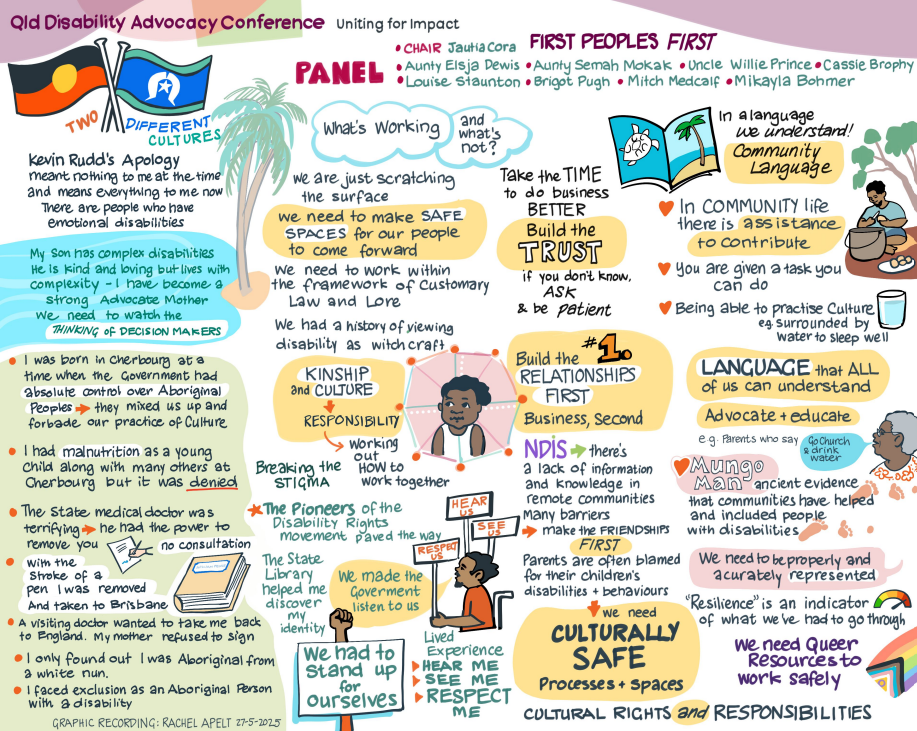 Qld Disability Advocacy Conference Uniting for Impact
FIRST PEOPLES FIRST
PANEL
• CHAIR Jautia Cora
• Aunty Elsja Dewis • Aunty Semah Mokak • Uncle Willie Prince • Cassie Brophy
• Louise Staunton • Brigot Pugh • Mitch Medcalf • Mikayla Bohmer
TWO
DIFFERENT
CULTURES
Kevin Rudd's Apology
meant nothing to me at the time
and means everything to me now
There are people who have
emotional disabilities
My Son has complex disabilities
He is kind and loving but lives with
complexity - I have become a
strong Advocate Mother
We need to watch the
THINKING OF DECISION MAKERS
• I was born in Cherbourg at a
time when the Government had
absolute control over Aboriginal
Peoples → they mixed us up and
forbade our practice of Culture
• I had malnutrition as a young
Child along with many others at
Cherbourg but it was denied
• The State medical doctor was
terrifying → he had the power to
remove you
no consultation
• with the
stroke of a
pen I was removed
And taken to Brisbane
• A visiting doctor wanted to take me back
to England. My mother refused to sign
• I only found out I was Aboriginal from
a white nun.
• I faced exclusion as an Aboriginal Person
with a disability
GRAPHIC RECORDING: RACHEL APELT 27-5-2025
What's Working
and
what's
not?
we are just scratching
the surface
we need to make SAFE
SPACES for our people
to come forward
We need to work within
the framework of Customary
Law and Lore
We had a history of viewing
disability as witchcraft
KINSHIP
and CULTURE
RESPONSIBILITY
Working
out
HOW to
work together
Breaking the
STIGMA
The Pioneers of the
Disability Rights
movement paved the way
The State
Library
helped me
discover
my
identity
We made the
Goverment
listen to us
HEAR
US
SEE
US
RESPECT
US
We had to
Stand up
for
ourselves
Lived
Experience
HEAR ME
SEE ME
RESPECT
ME
Take the TIME
to do business
BETTER
Build the
TRUST
if you don't know,
ASK
& be patient
#1.
Build the
RELATIONSHIPS
FIRST
Business, Second
NDIS → there's
a lack of information
and knowledge in
remote communities
Many barriers
→ make the FRIENDSHIPS
FIRST
Parents are often blamed
for their children's
disabilities + behaviours
we need
CULTURALLY
SAFE
Processes + Spaces
CULTURAL RIGHTS and RESPONSIBILITIES
In a language
we understand!
Community
Language
In COMMUNITY life
there is assistance
to contribute
You are given a task you
can do
Being able to practise Culture
eg. surrounded by
water to sleep well
LANGUAGE that ALL
of us can understand
Advocate + educate
e.g. Parents who say
Go Church
& drink
water
Mungo
Man ancient evidence
that communities have helped
and included people
with disabilities
We need to be properly and
acurately represented
"Resilience" is an indicator
of what we've had to go through
We need Queer
Resources to
work safely